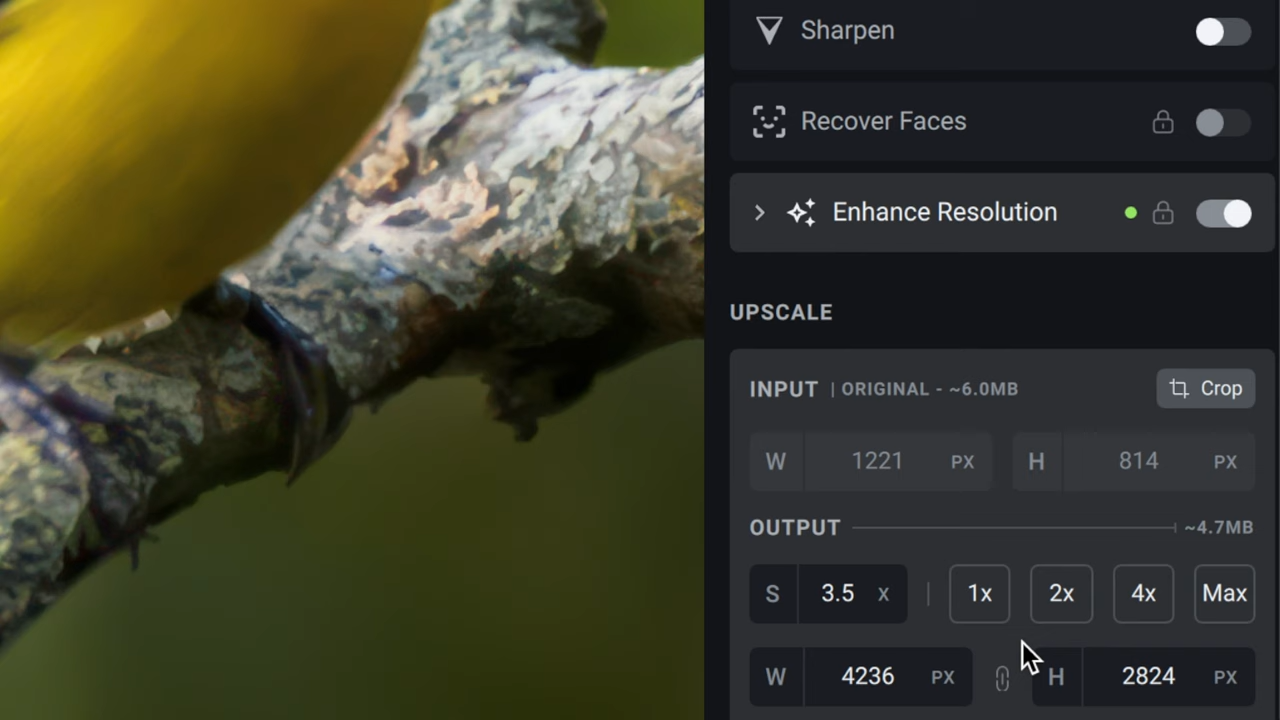 Sharpen
Recover Faces
Enhance Resolution
UPSCALE
INPUT | ORIGINAL - ~6.0MB Crop
W 1221 PX H 814 PX
OUTPUT ~4.7MB
S 3.5 X | 1x 2x 4x Max
W 4236 PX H 2824 PX